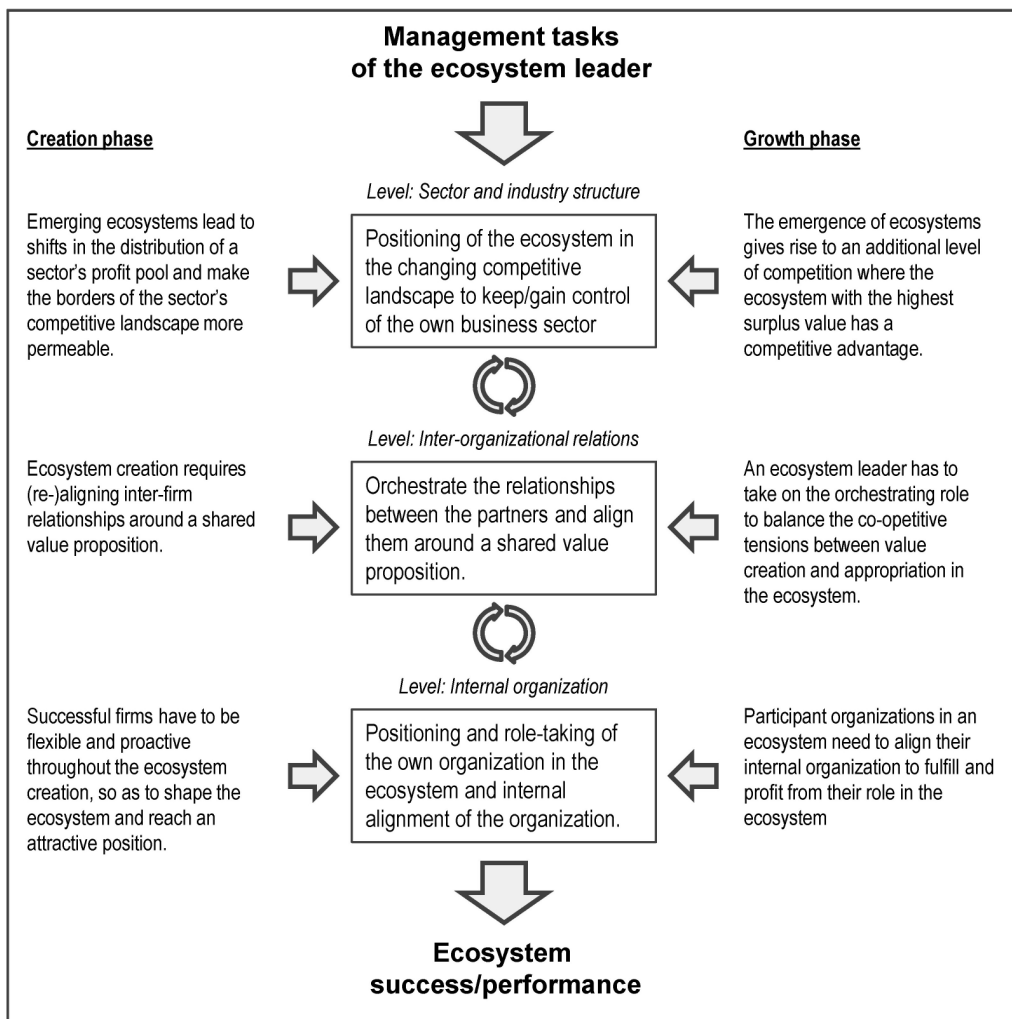 Management tasks
of the ecosystem leader
Creation phase
Growth phase
Level: Sector and industry structure
Emerging ecosystems lead to
shifts in the distribution of a
sector's profit pool and make
the borders of the sector's
competitive landscape more
permeable.
Positioning of the ecosystem in
the changing competitive
landscape to keep/gain control
of the own business sector
The emergence of ecosystems
gives rise to an additional level
of competition where the
ecosystem with the highest
surplus value has a
competitive advantage.
Level: Inter-organizational relations
Ecosystem creation requires
(re-)aligning inter-firm
relationships around a shared
value proposition.
Orchestrate the relationships
between the partners and align
them around a shared value
proposition.
An ecosystem leader has to
take on the orchestrating role
to balance the co-opetitive
tensions between value
creation and appropriation in
the ecosystem.
Level: Internal organization
Successful firms have to be
flexible and proactive
throughout the ecosystem
creation, so as to shape the
ecosystem and reach an
attractive position.
Positioning and role-taking of
the own organization in the
ecosystem and internal
alignment of the organization.
Participant organizations in an
ecosystem need to align their
internal organization to fulfill and
profit from their role in the
ecosystem
Ecosystem
success/performance